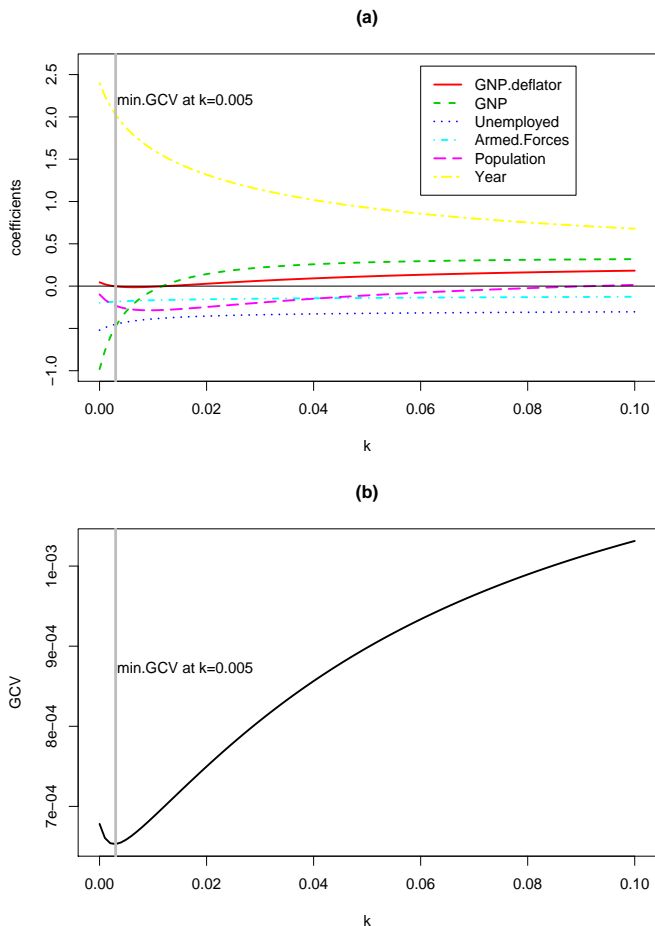 (a)
2.5
2.0
1.5
1.0
0.5
0.0
−1.0
coefficients
min.GCV at k=0.005
GNP.deflator
GNP
Unemployed
Armed.Forces
Population
Year
0.00 0.02 0.04 0.06 0.08 0.10
k
(b)
1e−03
9e−04
8e−04
7e−04
GCV
min.GCV at k=0.005
0.00 0.02 0.04 0.06 0.08 0.10
k